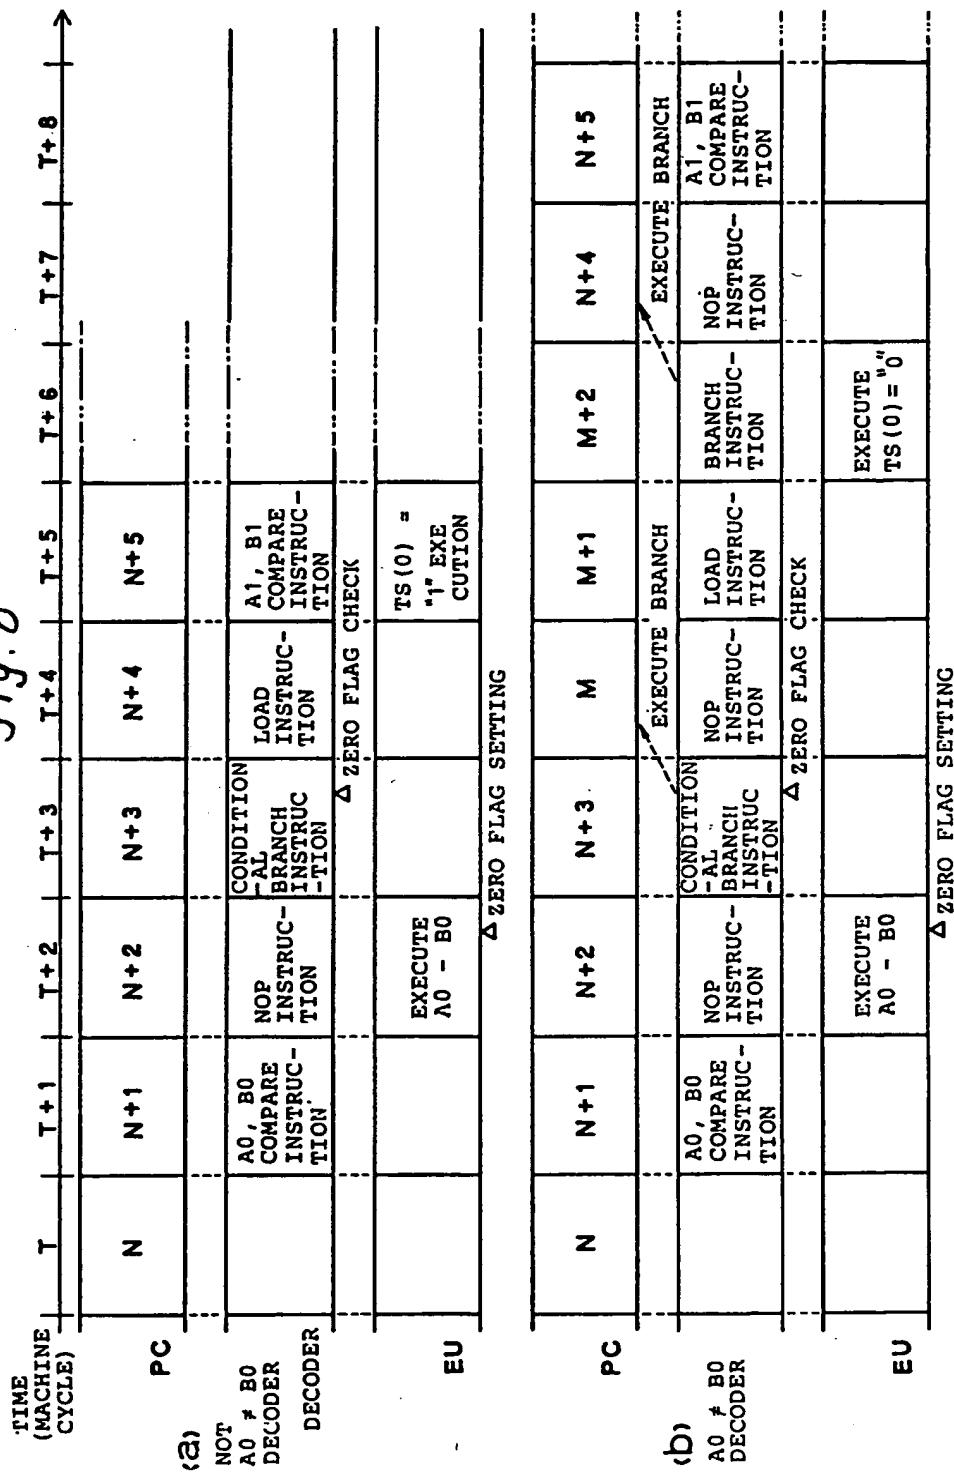 Fig. 8
TIME
(MACHINE
CYCLE)
T
T+1
T+2
T+3
T+4
T+5
T+6
T+7
T+8
(a)
NOT
A0 ≠ B0
DECODER
PC
N
N+1
N+2
N+3
N+4
N+5
DECODER
A0, B0
COMPARE
INSTRUC-
TION
NOP
INSTRUC-
TION
CONDITION
-AL
BRANCH
INSTRUC
-TION
LOAD
INSTRUC-
TION
A1, B1
COMPARE
INSTRUC-
TION
Δ ZERO FLAG CHECK
EU
EXECUTE
A0 - B0
TS(0) =
"1" EXE
CUTION
Δ ZERO FLAG SETTING
(b)
A0 ≠ B0
DECODER
PC
N
N+1
N+2
N+3
M
M+1
M+2
N+4
N+5
EXECUTE BRANCH
EXECUTE BRANCH
A0, B0
COMPARE
INSTRUC-
TION
NOP
INSTRUC-
TION
CONDITION
-AL
BRANCH
INSTRUC
-TION
NOP
INSTRUC-
TION
LOAD
INSTRUC-
TION
BRANCH
INSTRUC-
TION
NOP
INSTRUC-
TION
A1, B1
COMPARE
INSTRUC-
TION
Δ ZERO FLAG CHECK
EU
EXECUTE
A0 - B0
EXECUTE
TS(0)= "0"
Δ ZERO FLAG SETTING